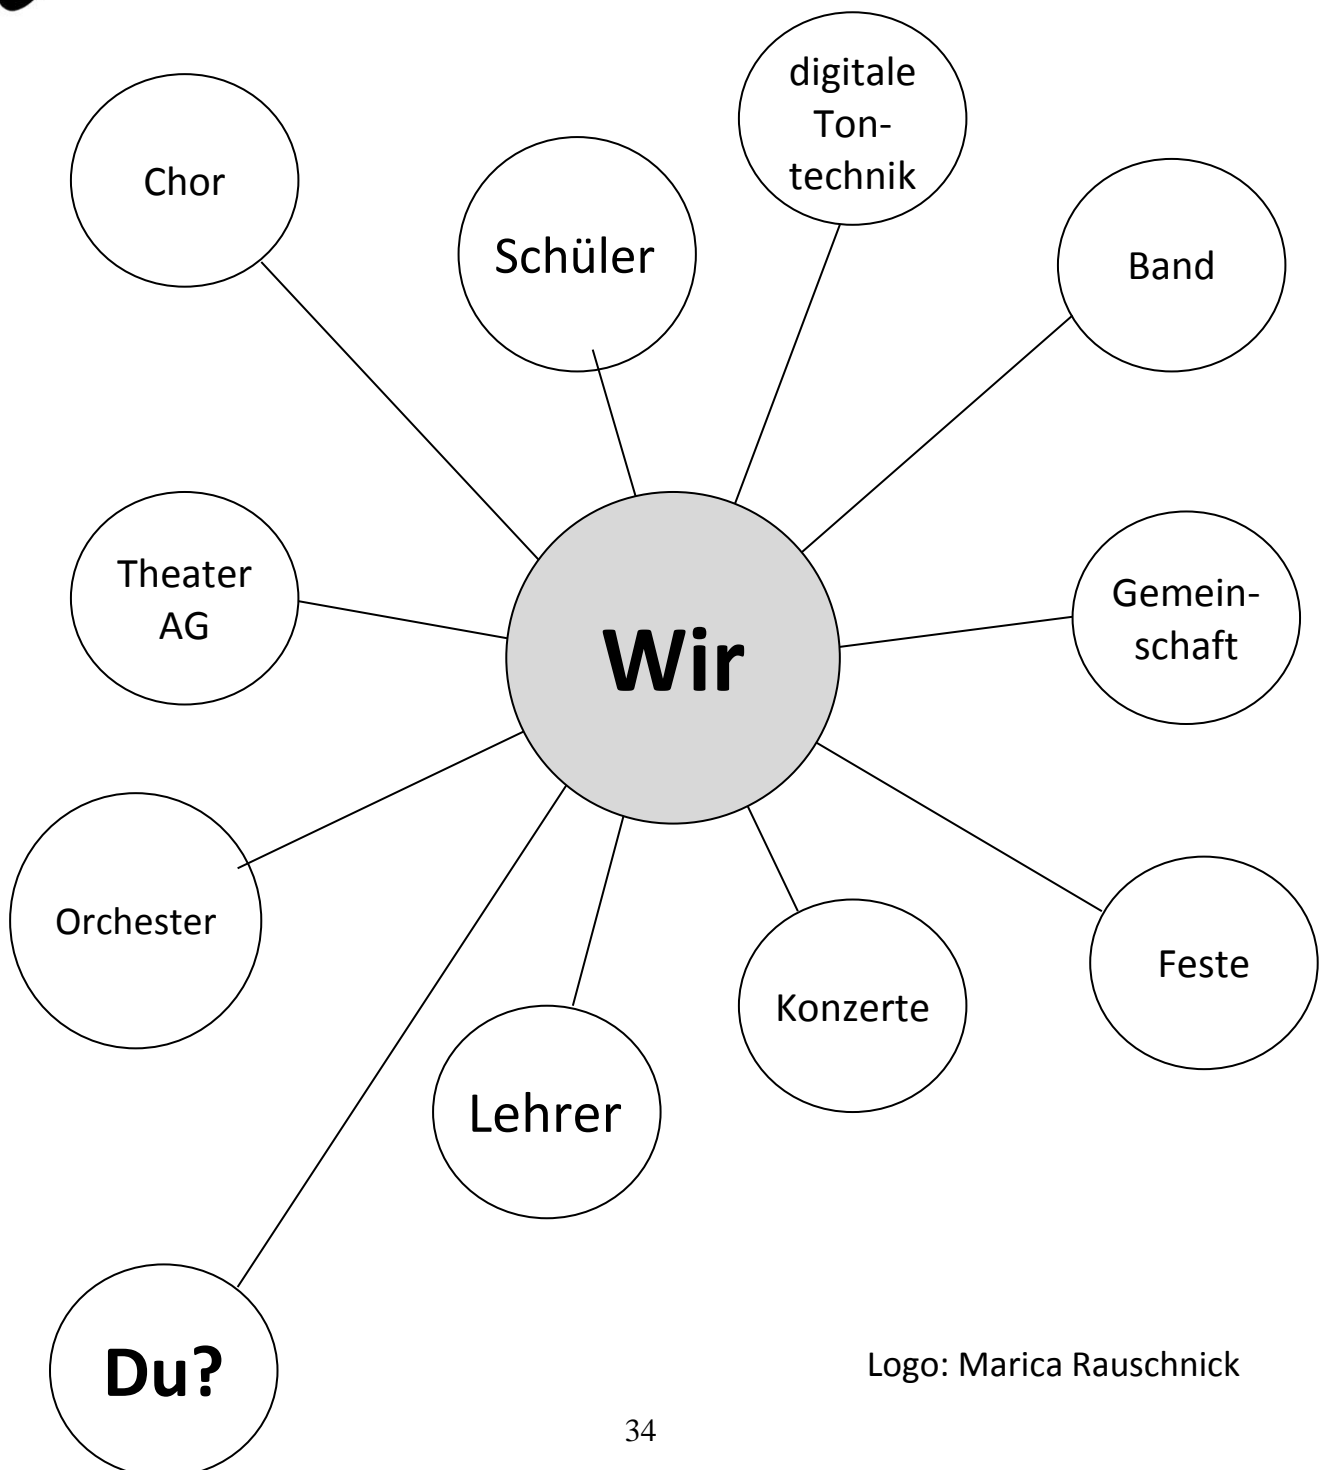 digitale
Ton-
technik
Chor
Schüler
Band
Theater
AG
Gemein-
schaft
Wir
Orchester
Feste
Konzerte
Lehrer
Du?
Logo: Marica Rauschnick
34